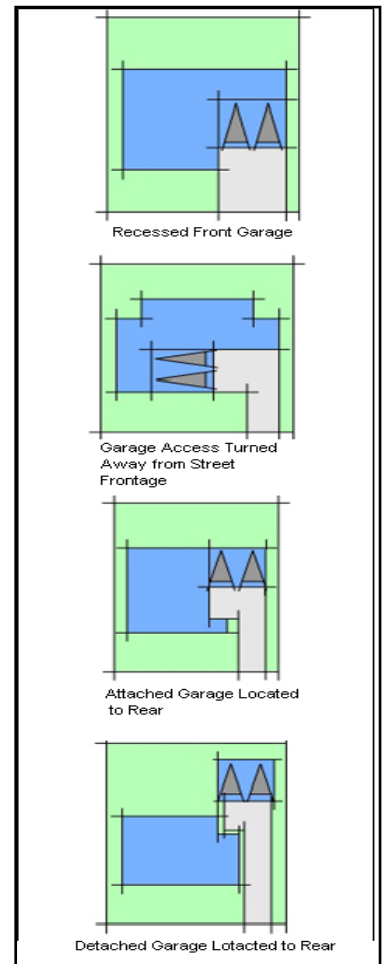 Recessed Front Garage
Garage Access Turned
Away from Street
Frontage
Attached Garage Located
to Rear
Detached Garage Lotacted to Rear